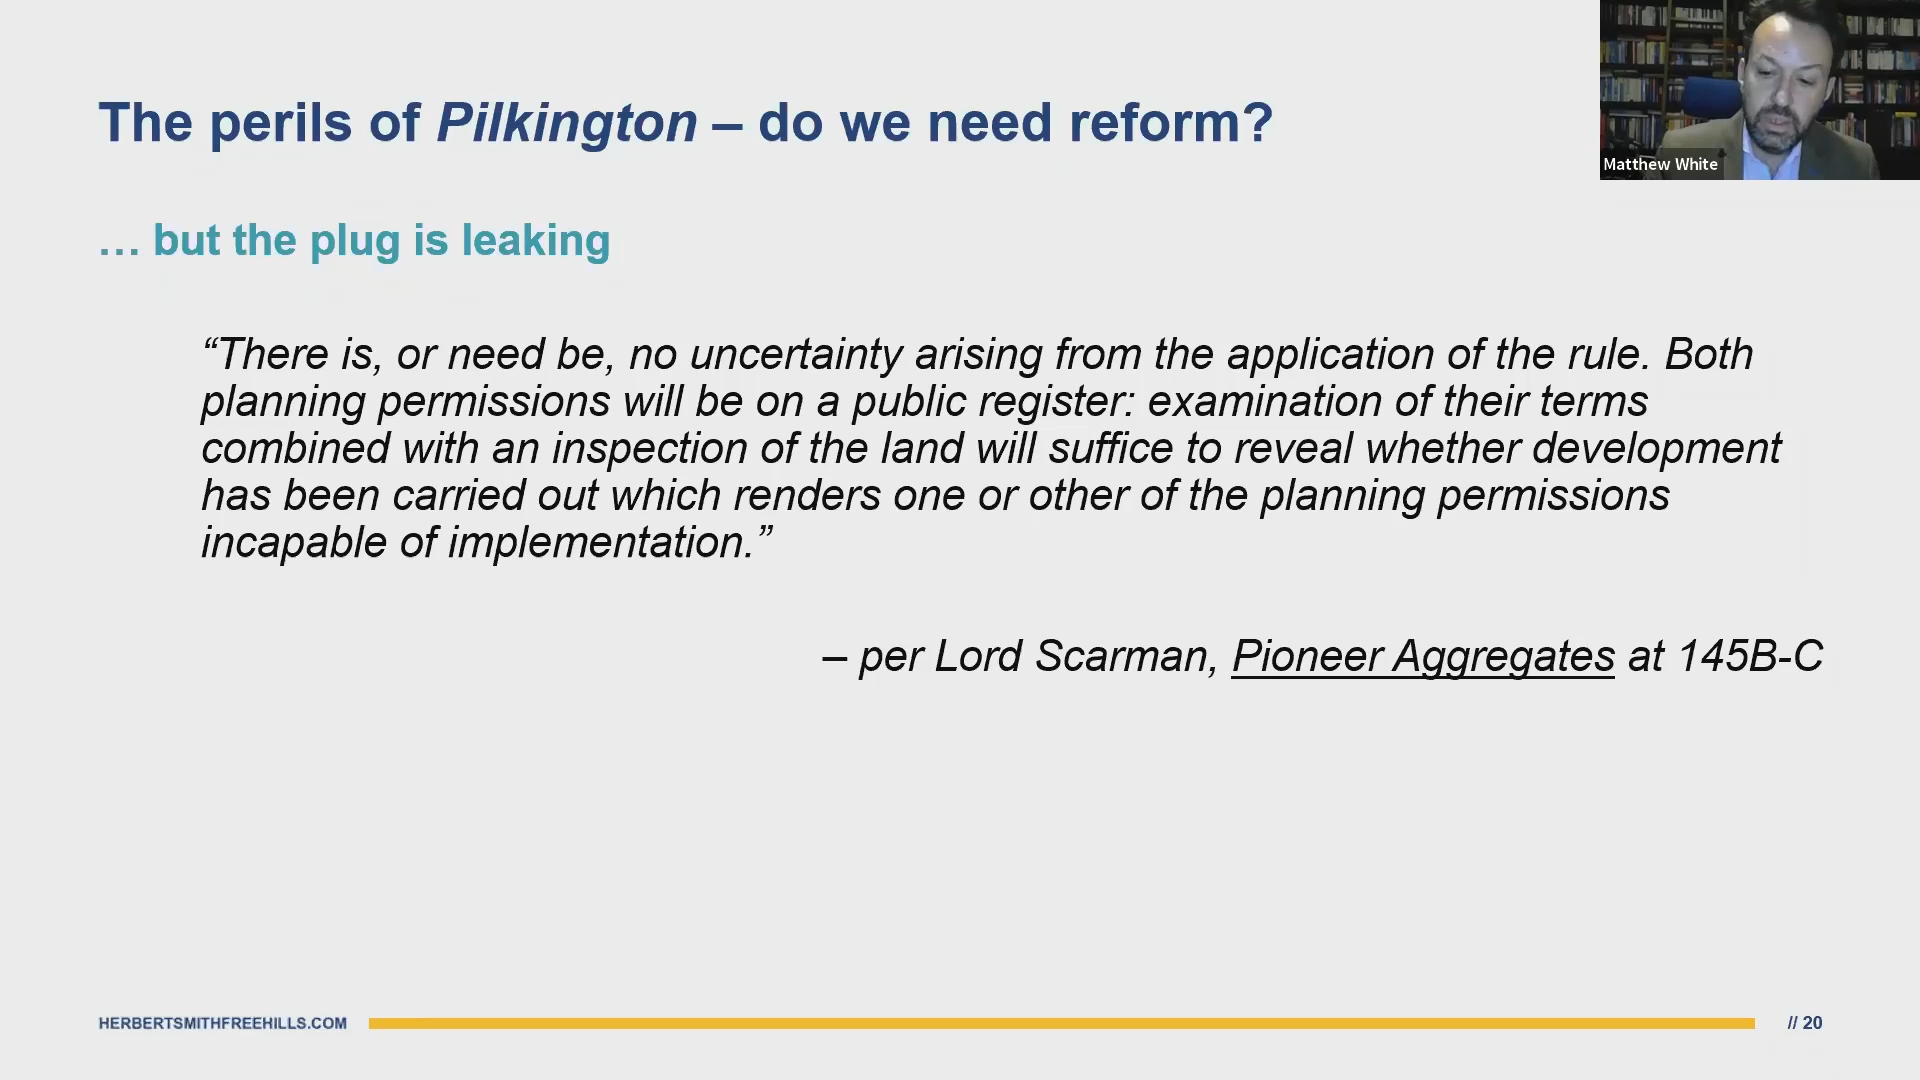 The perils of Pilkington – do we need reform?
Matthew White
… but the plug is leaking
“There is, or need be, no uncertainty arising from the application of the rule. Both
planning permissions will be on a public register: examination of their terms
combined with an inspection of the land will suffice to reveal whether development
has been carried out which renders one or other of the planning permissions
incapable of implementation.”
– per Lord Scarman, Pioneer Aggregates at 145B-C
HERBERTSMITHFREEHILLS.COM
// 20